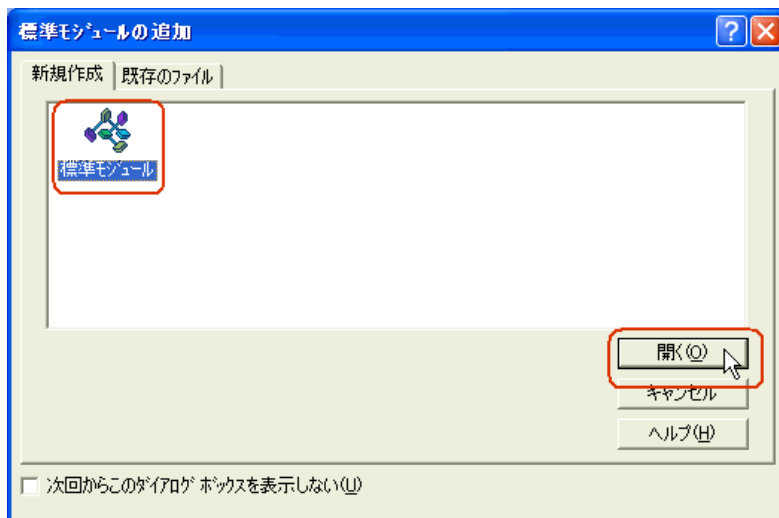 標準ﾓｼﾞｭｰﾙの追加
新規作成 既存のﾌｧｲﾙ
標準ﾓｼﾞｭｰﾙ
開く(O)
ｷｬﾝｾﾙ
ﾍﾙﾌﾟ(H)
次回からこのﾀﾞｲｱﾛｸﾞ ﾎﾞｯｸｽを表示しない(U)